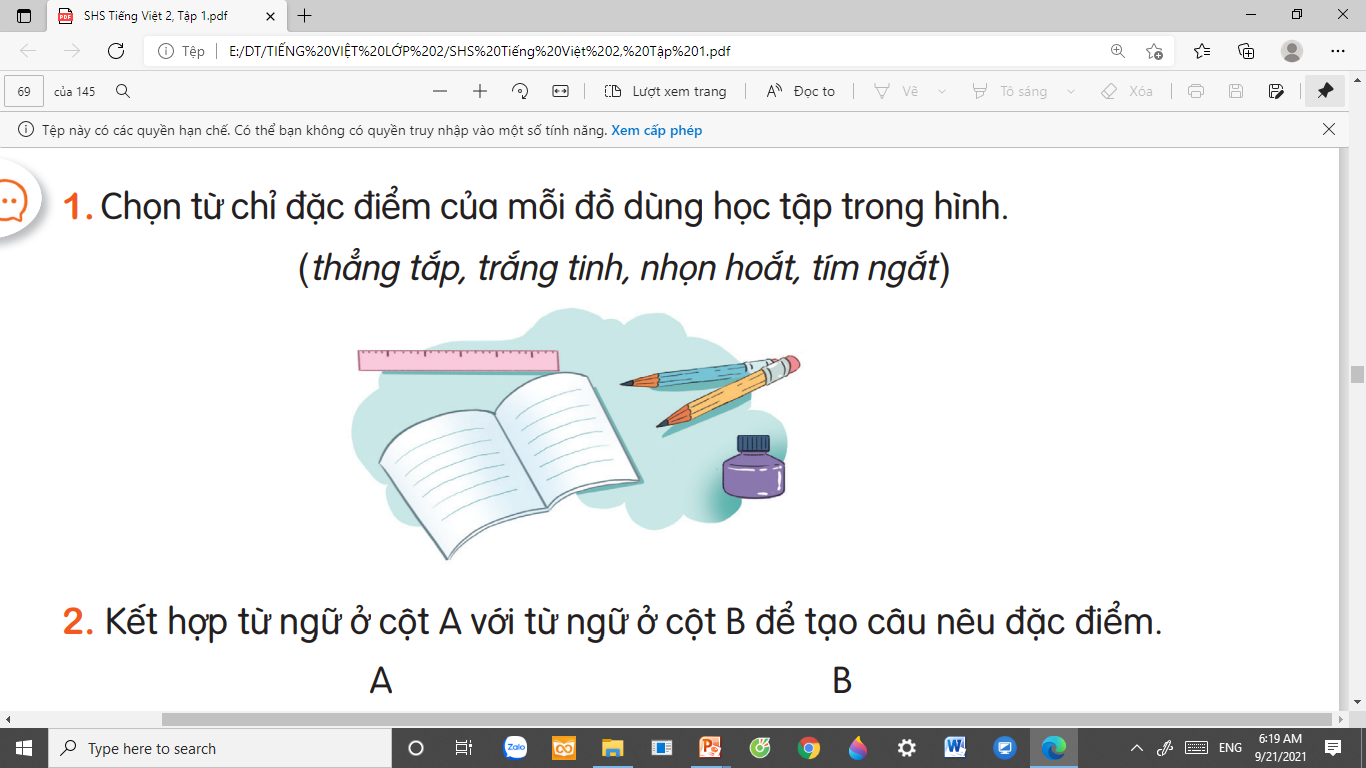 SHS Tiếng Việt 2, Tập 1.pdf
Tệp E:/DT/TIẾNG%20VIỆT%20LỚP%202/SHS%20Tiếng%20Việt%202,%20Tập%201.pdf
69 của 145 Lượt xem trang Đọc to Vẽ Tô sáng Xóa
Tệp này có các quyền hạn chế. Có thể bạn không có quyền truy nhập vào một số tính năng. Xem cấp phép
1. Chọn từ chỉ đặc điểm của mỗi đồ dùng học tập trong hình.
(thẳng tắp, trắng tinh, nhọn hoắt, tím ngắt)
2. Kết hợp từ ngữ ở cột A với từ ngữ ở cột B để tạo câu nêu đặc điểm.
A B
Type here to search Zalo ENG 6:19 AM
9/21/2021